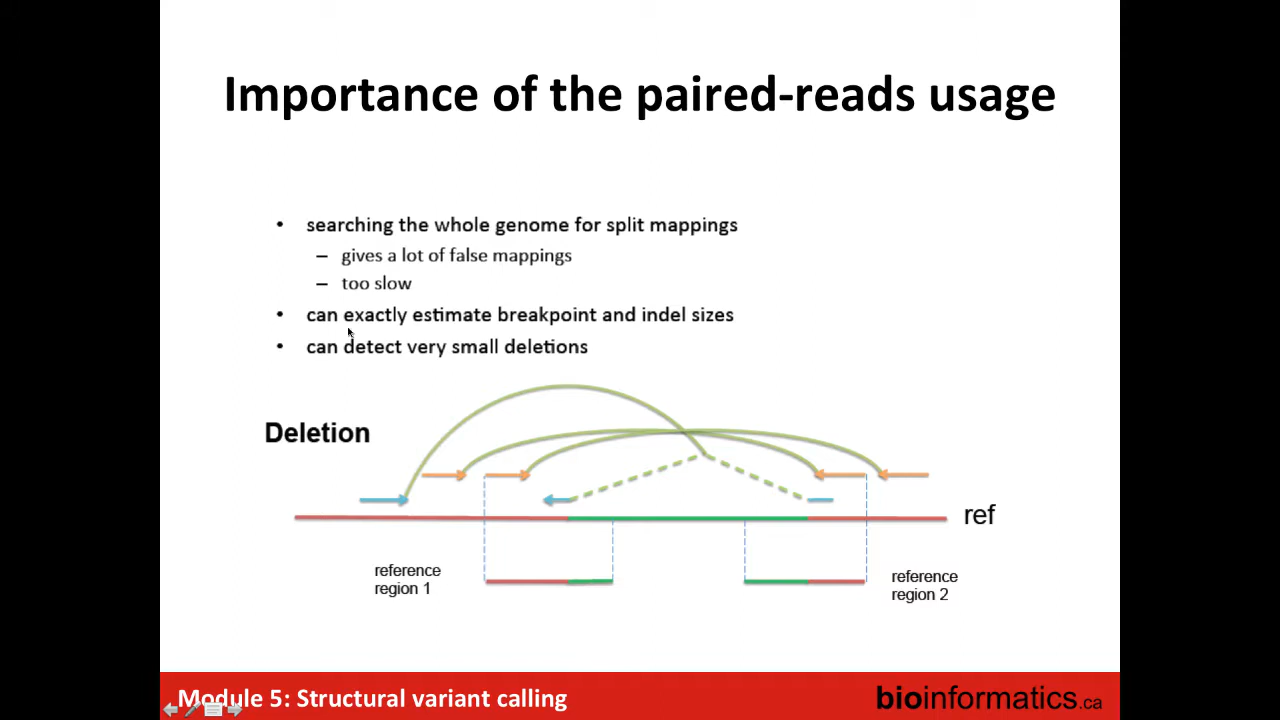 Importance of the paired-reads usage
• searching the whole genome for split mappings
– gives a lot of false mappings
– too slow
• can exactly estimate breakpoint and indel sizes
• can detect very small deletions
Deletion
ref
reference
region 1
reference
region 2
Module 5: Structural variant calling
bioinformatics.ca